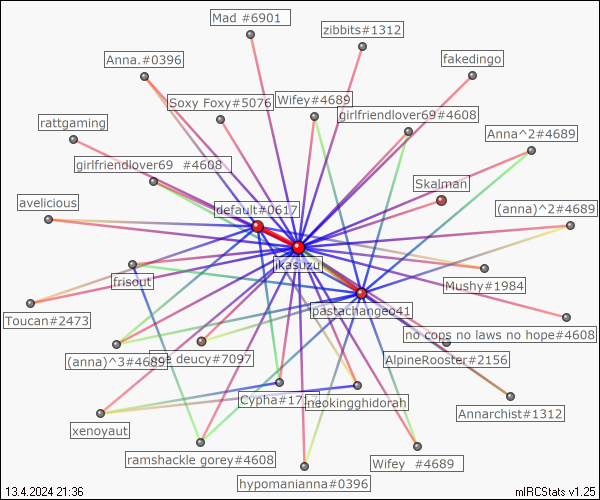 Mad #6901
zibbits#1312
Anna.#0396
fakedingo
Soxy Foxy#5076
Wifey#4689
girlfriendlover69#4608
rattgaming
Anna^2#4689
girlfriendlover69 #4608
Skalman
avelicious
default#0617
(anna)^2#4689
ikasuzu
frisout
Mushy#1984
pastachangeo41
Toucan#2473
no cops no laws no hope#4608
(anna)^3#4689
deucy#7097
AlpineRooster#2156
Cypha#1
neokingghidorah
Annarchist#1312
xenoyaut
ramshackle gorey#4608
Wifey #4689
hypomanianna#0396
13.4.2024 21:36
mIRCStats v1.25